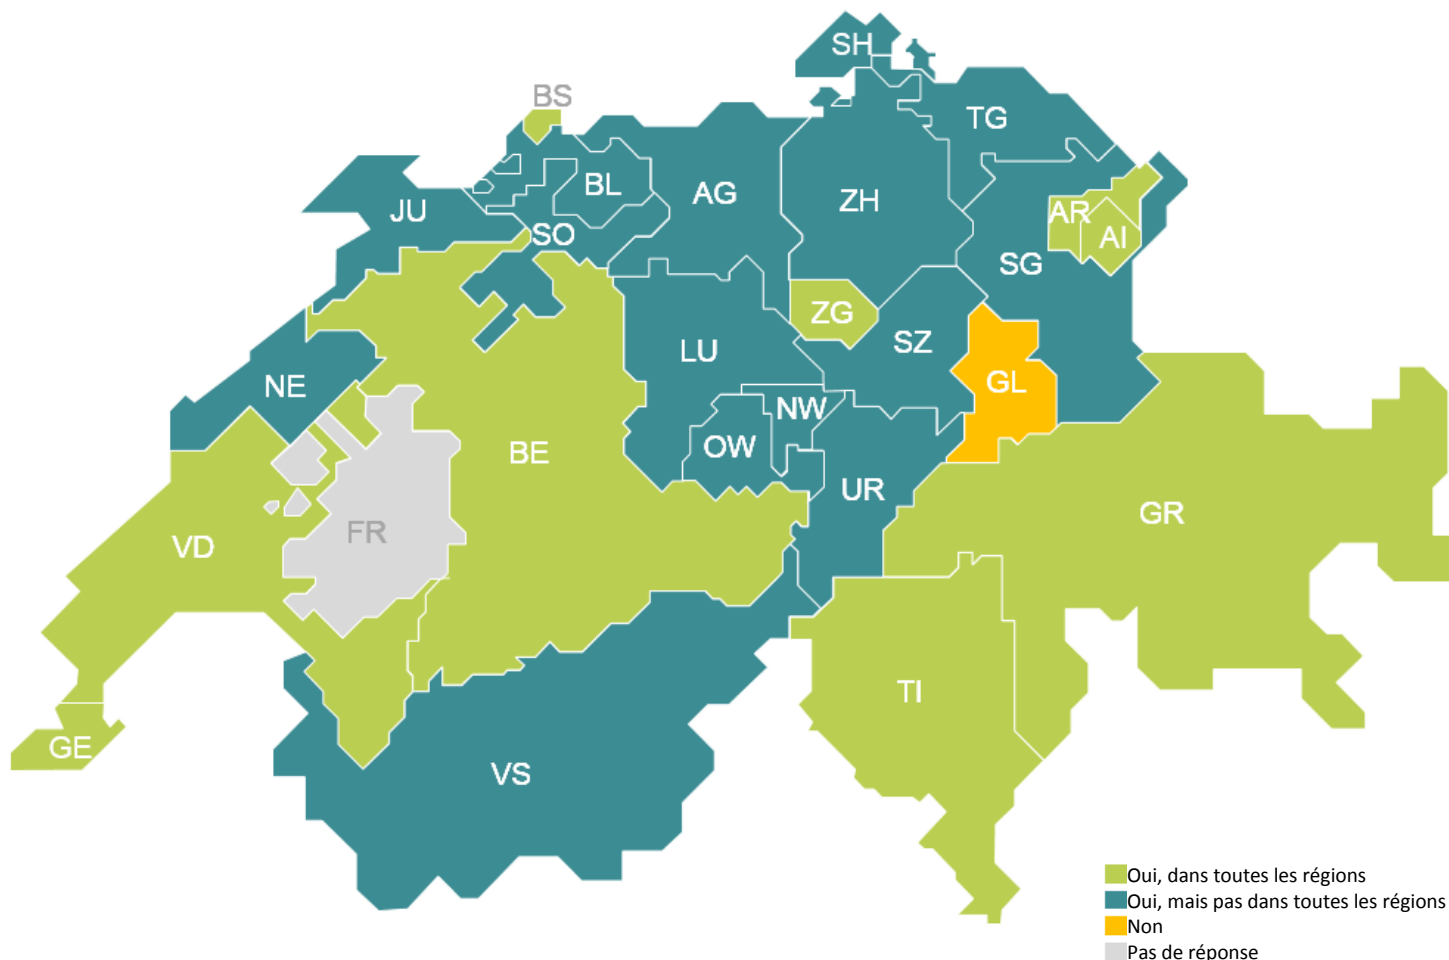 SH
BS
TG
BL
AG
ZH
JU
AR
SO
AI
SG
ZG
SZ
LU
GL
NE
NW
OW
BE
UR
GR
FR
VD
TI
GE
VS
Oui, dans toutes les régions
Oui, mais pas dans toutes les régions
Non
Pas de réponse